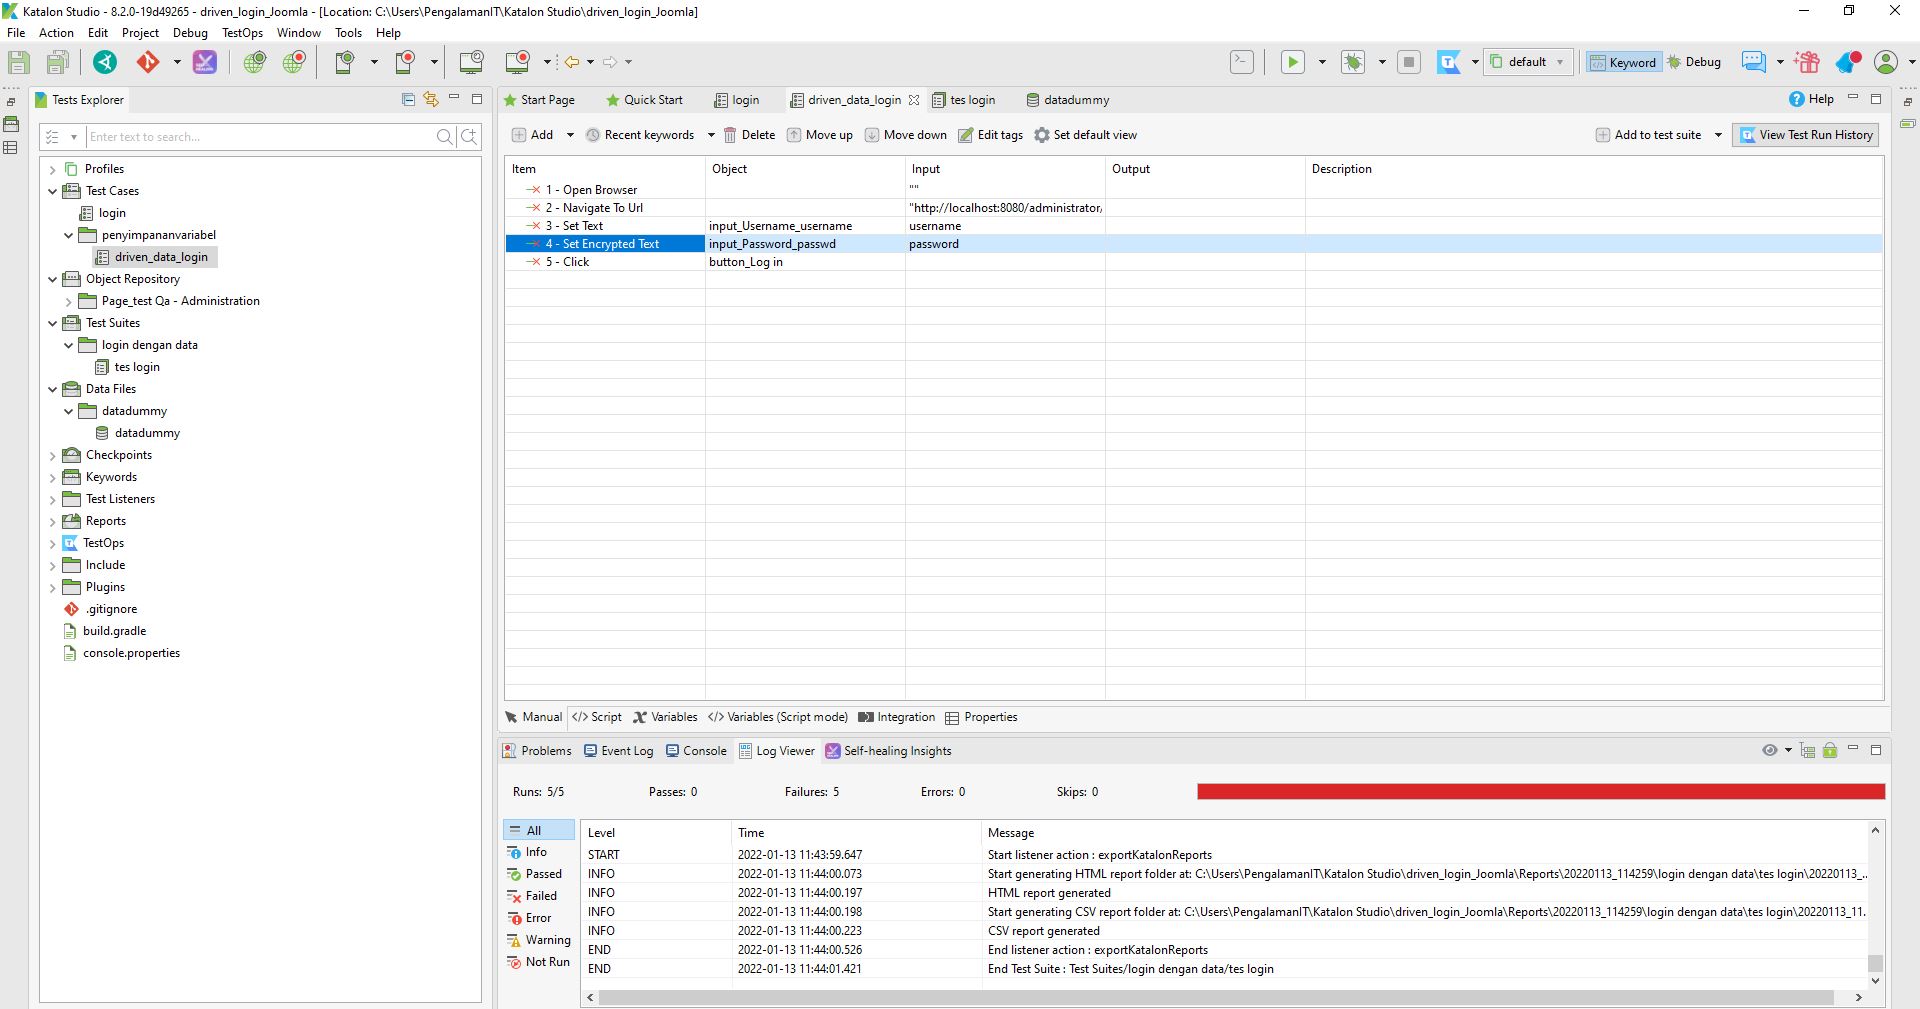 Katalon Studio - 8.2.0-19d49265 - driven_login_Joomla - [Location: C:\Users\PengalamanIT\Katalon Studio\driven_login_Joomla]
File Action Edit Project Debug TestOps Window Tools Help
default Keyword Debug
Tests Explorer
Enter text to search...
Profiles
Test Cases
login
penyimpananvariabel
driven_data_login
Object Repository
Page_test Qa - Administration
Test Suites
login dengan data
tes login
Data Files
datadummy
datadummy
Checkpoints
Keywords
Test Listeners
Reports
TestOps
Include
Plugins
.gitignore
build.gradle
console.properties
Start Page Quick Start login driven_data_login tes login datadummy Help
Add Recent keywords Delete Move up Move down Edit tags Set default view Add to test suite View Test Run History
Item Object Input Output Description
1 - Open Browser ""
2 - Navigate To Url "http://localhost:8080/administrator/
3 - Set Text input_Username_username username
4 - Set Encrypted Text input_Password_passwd password
5 - Click button_Log in
Manual </> Script Variables </> Variables (Script mode) Integration Properties
Problems Event Log Console Log Viewer Self-healing Insights
Runs: 5/5 Passes: 0 Failures: 5 Errors: 0 Skips: 0
All
Info
Passed
Failed
Error
Warning
Not Run
Level Time Message
START 2022-01-13 11:43:59.647 Start listener action : exportKatalonReports
INFO 2022-01-13 11:44:00.073 Start generating HTML report folder at: C:\Users\PengalamanIT\Katalon Studio\driven_login_Joomla\Reports\20220113_114259\login dengan data\tes login\20220113_...
INFO 2022-01-13 11:44:00.197 HTML report generated
INFO 2022-01-13 11:44:00.198 Start generating CSV report folder at: C:\Users\PengalamanIT\Katalon Studio\driven_login_Joomla\Reports\20220113_114259\login dengan data\tes login\20220113_11...
INFO 2022-01-13 11:44:00.223 CSV report generated
END 2022-01-13 11:44:00.526 End listener action : exportKatalonReports
END 2022-01-13 11:44:01.421 End Test Suite : Test Suites/login dengan data/tes login